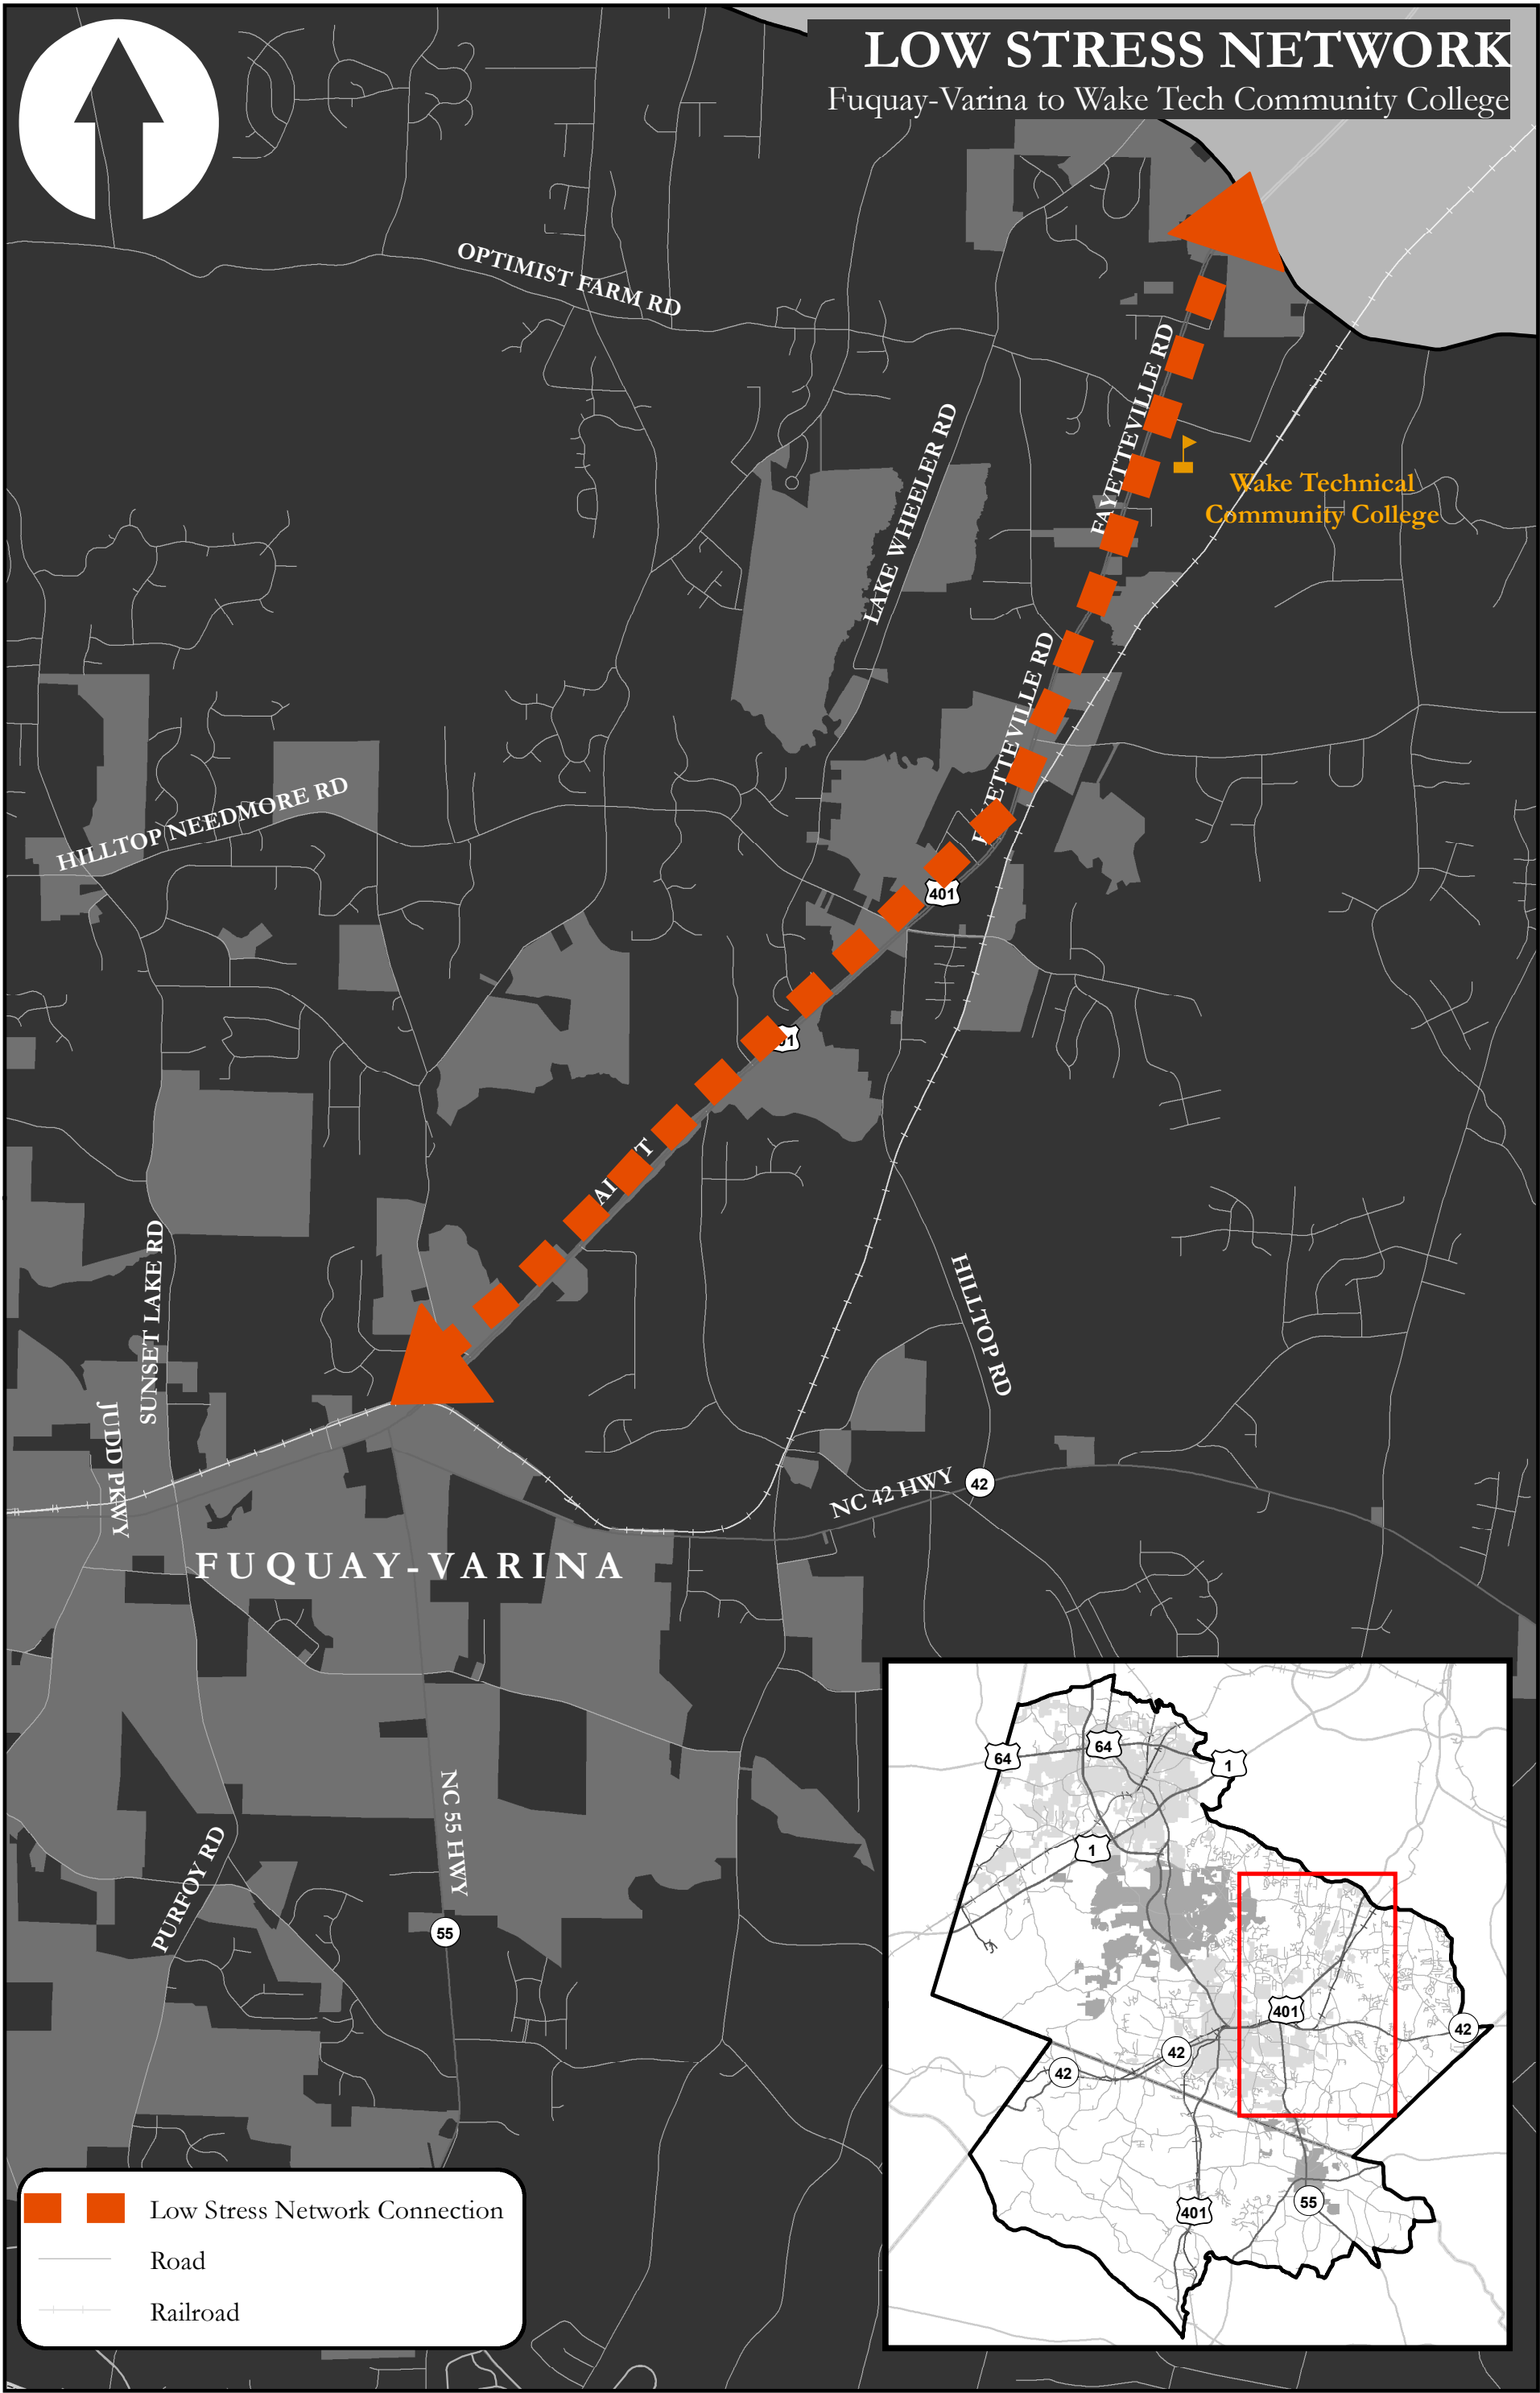 LOW STRESS NETWORK
Fuquay-Varina to Wake Tech Community College
OPTIMIST FARM RD
FAYETTEVILLE RD
LAKE WHEELER RD
Wake Technical
Community College
FAYETTEVILLE RD
HILLTOP NEEDMORE RD
401
SUNSET LAKE RD
HILLTOP RD
JUDD PKWY
NC 42 HWY
42
FUQUAY-VARINA
NC 55 HWY
PURFOY RD
55
64
64
1
1
401
42
42
42
401
55
Low Stress Network Connection
Road
Railroad